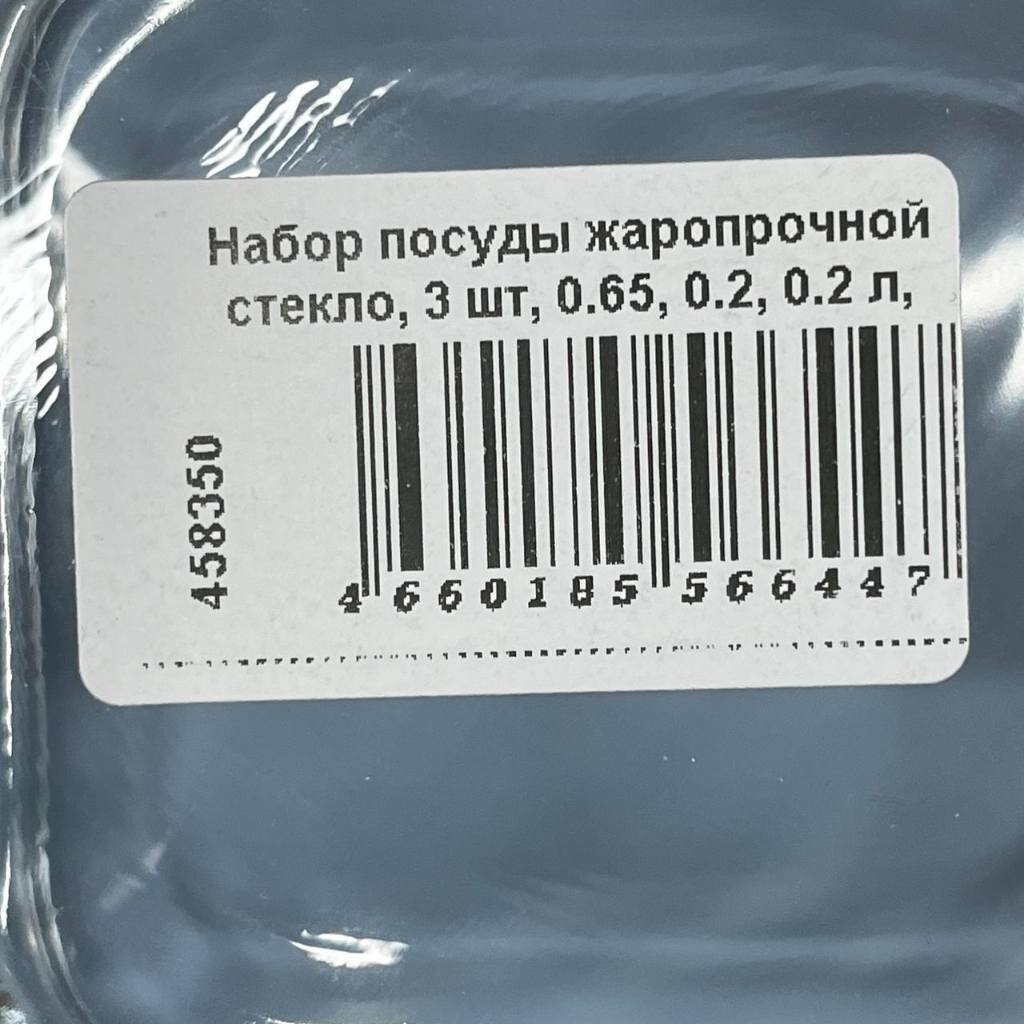 Набор посуды жаропрочной
стекло, 3 шт, 0.65, 0.2, 0.2 л,
458350
4 660185 566447